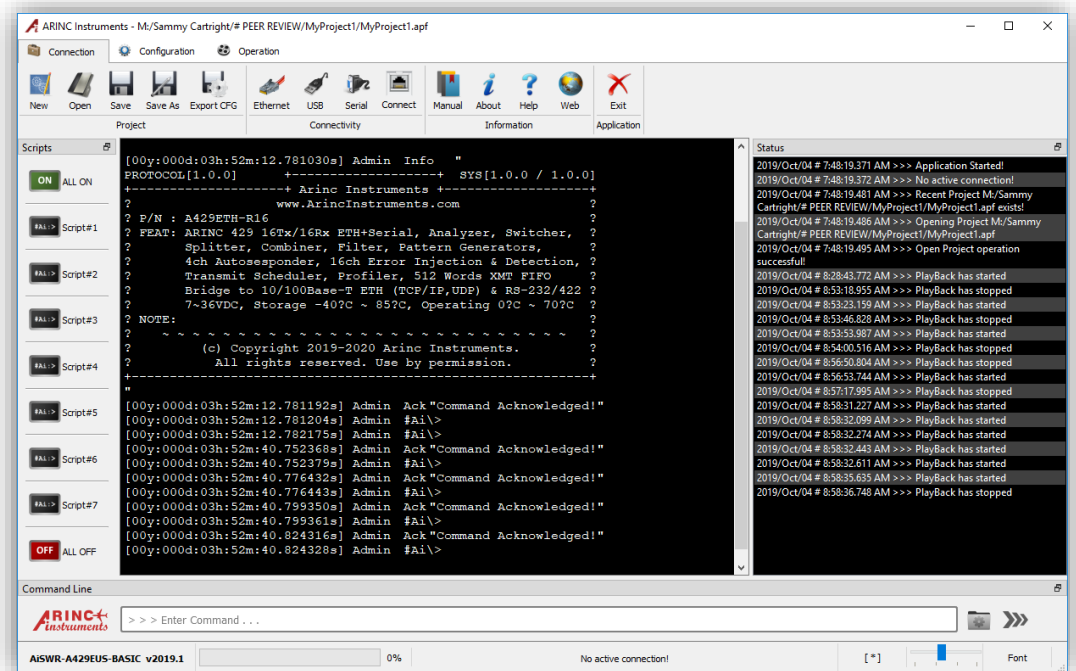 ARINC Instruments - M:/Sammy Cartright/# PEER REVIEW/MyProject1/MyProject1.apf
Connection Configuration Operation
New Open Save Save As Export CFG Ethernet USB Serial Connect Manual About Help Web Exit
Project Connectivity Information Application
Scripts
ON ALL ON
#Ai:> Script#1
#Ai:> Script#2
#Ai:> Script#3
#Ai:> Script#4
#Ai:> Script#5
#Ai:> Script#6
#Ai:> Script#7
OFF ALL OFF
[00y:000d:03h:52m:12.781030s] Admin Info "
PROTOCOL[1.0.0] +-------------------+ SYS[1.0.0 / 1.0.0]
+--------------------+ Arinc Instruments +-------------------+
? www.ArincInstruments.com ?
? P/N : A429ETH-R16 ?
? FEAT: ARINC 429 16Tx/16Rx ETH+Serial, Analyzer, Switcher, ?
? Splitter, Combiner, Filter, Pattern Generators, ?
? 4ch Autosesponder, 16ch Error Injection & Detection, ?
? Transmit Scheduler, Profiler, 512 Words XMT FIFO ?
? Bridge to 10/100Base-T ETH (TCP/IP,UDP) & RS-232/422 ?
? 7~36VDC, Storage -40?C ~ 85?C, Operating 0?C ~ 70?C ?
? NOTE: ?
? ~ ~ ~ ~ ~ ~ ~ ~ ~ ~ ~ ~ ~ ~ ~ ~ ~ ~ ~ ~ ~ ~ ~ ~ ~ ~ ~ ?
? (c) Copyright 2019-2020 Arinc Instruments. ?
? All rights reserved. Use by permission. ?
+------------------------------------------------------------+
"
[00y:000d:03h:52m:12.781192s] Admin Ack "Command Acknowledged!"
[00y:000d:03h:52m:12.781204s] Admin #Ai\>
[00y:000d:03h:52m:12.782175s] Admin #Ai\>
[00y:000d:03h:52m:40.752368s] Admin Ack "Command Acknowledged!"
[00y:000d:03h:52m:40.752379s] Admin #Ai\>
[00y:000d:03h:52m:40.776432s] Admin Ack "Command Acknowledged!"
[00y:000d:03h:52m:40.776443s] Admin #Ai\>
[00y:000d:03h:52m:40.799350s] Admin Ack "Command Acknowledged!"
[00y:000d:03h:52m:40.799361s] Admin #Ai\>
[00y:000d:03h:52m:40.824316s] Admin Ack "Command Acknowledged!"
[00y:000d:03h:52m:40.824328s] Admin #Ai\>
Status
2019/Oct/04 # 7:48:19.371 AM >>> Application Started!
2019/Oct/04 # 7:48:19.372 AM >>> No active connection!
2019/Oct/04 # 7:48:19.481 AM >>> Recent Project M:/Sammy
Cartright/# PEER REVIEW/MyProject1/MyProject1.apf exists!
2019/Oct/04 # 7:48:19.486 AM >>> Opening Project M:/Sammy
Cartright/# PEER REVIEW/MyProject1/MyProject1.apf
2019/Oct/04 # 7:48:19.495 AM >>> Open Project operation
successful!
2019/Oct/04 # 8:28:43.772 AM >>> PlayBack has started
2019/Oct/04 # 8:53:18.955 AM >>> PlayBack has stopped
2019/Oct/04 # 8:53:23.159 AM >>> PlayBack has started
2019/Oct/04 # 8:53:46.828 AM >>> PlayBack has stopped
2019/Oct/04 # 8:53:53.987 AM >>> PlayBack has started
2019/Oct/04 # 8:54:00.516 AM >>> PlayBack has stopped
2019/Oct/04 # 8:56:50.804 AM >>> PlayBack has started
2019/Oct/04 # 8:56:53.744 AM >>> PlayBack has started
2019/Oct/04 # 8:57:17.995 AM >>> PlayBack has stopped
2019/Oct/04 # 8:58:31.227 AM >>> PlayBack has started
2019/Oct/04 # 8:58:32.099 AM >>> PlayBack has started
2019/Oct/04 # 8:58:32.274 AM >>> PlayBack has started
2019/Oct/04 # 8:58:32.443 AM >>> PlayBack has started
2019/Oct/04 # 8:58:32.611 AM >>> PlayBack has started
2019/Oct/04 # 8:58:35.635 AM >>> PlayBack has started
2019/Oct/04 # 8:58:36.748 AM >>> PlayBack has stopped
Command Line
ARINC instruments
> > > Enter Command . . .
AiSWR-A429EUS-BASIC v2019.1 0% No active connection! [*] Font